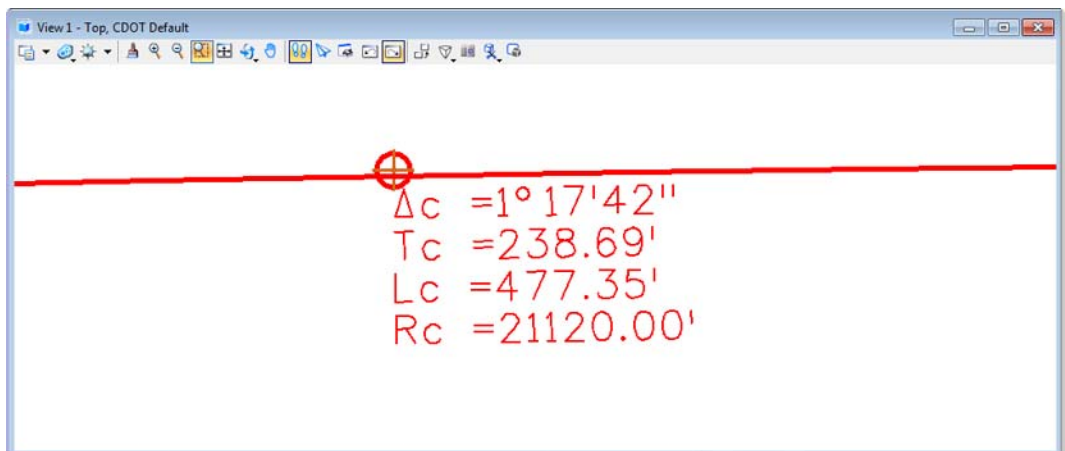 View 1 - Top, CDOT Default
Δc =1°17'42"
Tc =238.69'
Lc =477.35'
Rc =21120.00'